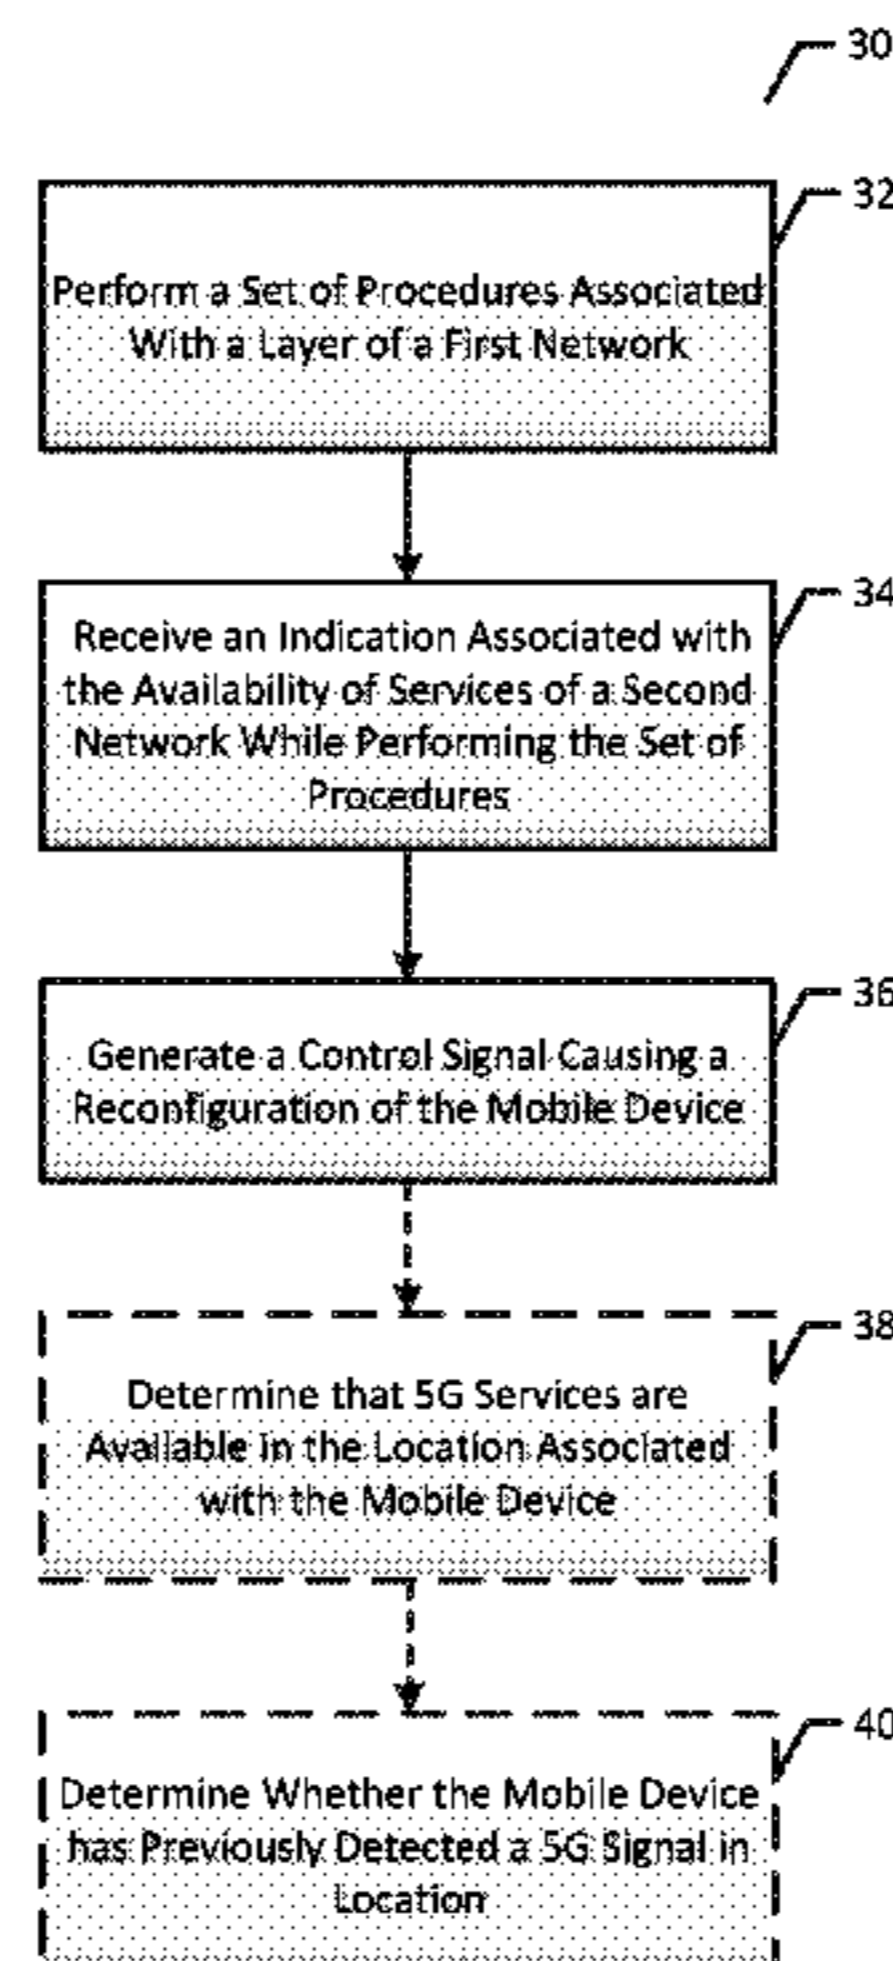 30
32
Perform a Set of Procedures Associated
With a Layer of a First Network
34
Receive an Indication Associated with
the Availability of Services of a Second
Network While Performing the Set of
Procedures
36
Generate a Control Signal Causing a
Reconfiguration of the Mobile Device
38
Determine that 5G Services are
Available in the Location Associated
with the Mobile Device
40
Determine Whether the Mobile Device
has Previously Detected a 5G Signal in
Location